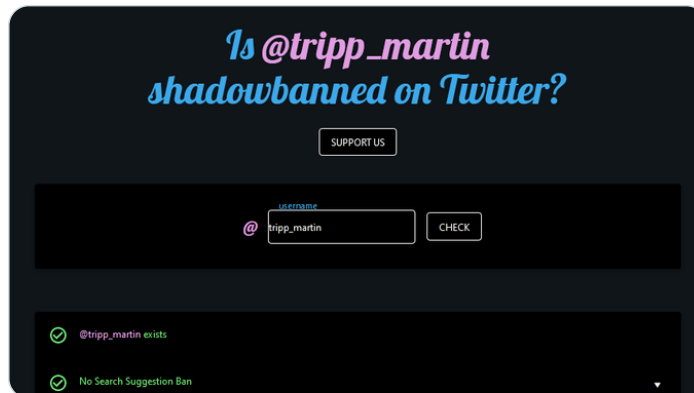 Is @tripp_martin
shadowbanned on Twitter?
SUPPORT US
username
@ tripp_martin CHECK
@tripp_martin exists
No Search Suggestion Ban